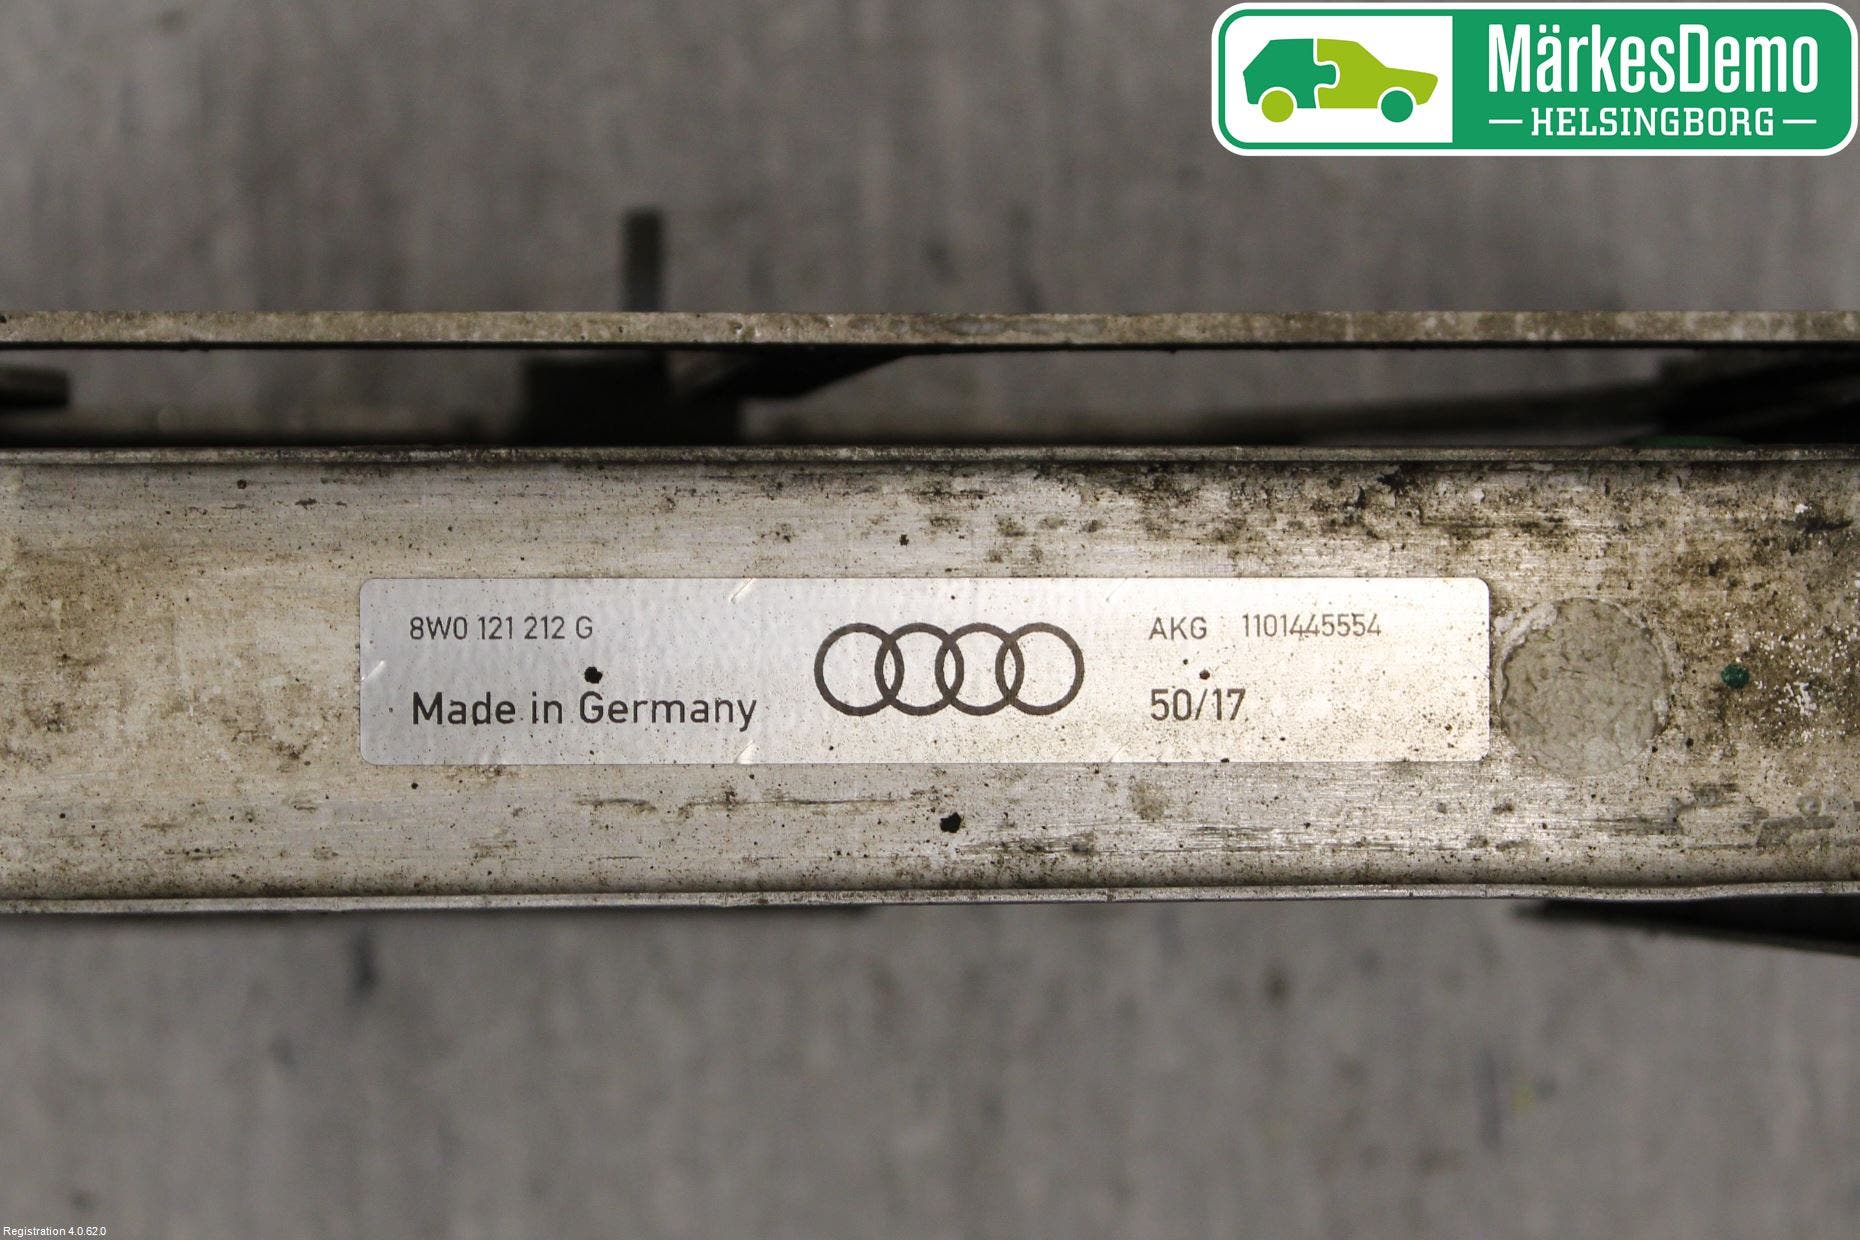 MärkesDemo
HELSINGBORG
8W0 121 212 G
Made in Germany
AKG 1101445554
50/17
Registration 4.0.62.0